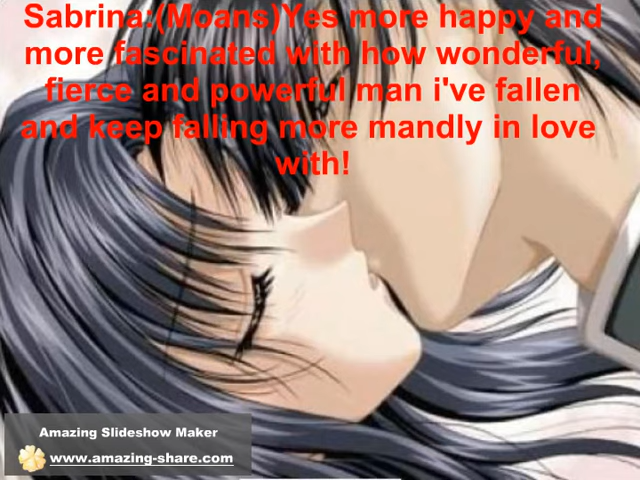 Sabrina:(Moans)Yes more happy and
more fascinated with how wonderful,
fierce and powerful man i've fallen
and keep falling more mandly in love
with!
Amazing Slideshow Maker
www.amazing-share.com